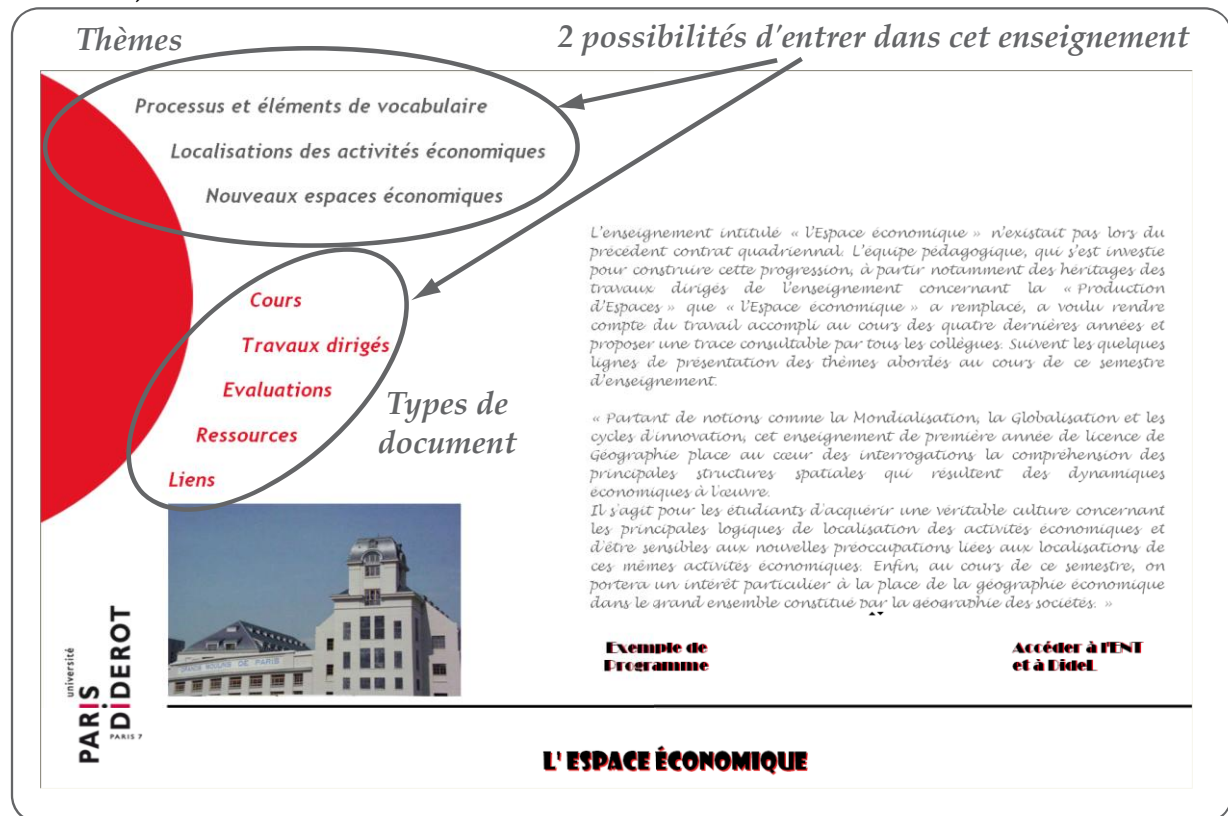 Thèmes
2 possibilités d'entrer dans cet enseignement
Processus et éléments de vocabulaire
Localisations des activités économiques
Nouveaux espaces économiques
Cours
Travaux dirigés
Evaluations
Ressources
Liens
Types de
document
L'enseignement intitulé « l'Espace économique » n'existait pas lors du
précédent contrat quadriennal. L'équipe pédagogique, qui s'est investie
pour construire cette progression, à partir notamment des héritages des
travaux dirigés de l'enseignement concernant la « Production
d'Espaces » que « l'Espace économique » a remplacé, a voulu rendre
compte du travail accompli au cours des quatre dernières années et
proposer une trace consultable par tous les collègues. Suivent les quelques
lignes de présentation des thèmes abordés au cours de ce semestre
d'enseignement.
« Partant de notions comme la Mondialisation, la Globalisation et les
cycles d'innovation, cet enseignement de première année de licence de
Géographie place au cœur des interrogations la compréhension des
principales structures spatiales qui résultent des dynamiques
économiques à l'œuvre.
Il s'agit pour les étudiants d'acquérir une véritable culture concernant
les principales logiques de localisation des activités économiques et
d'être sensibles aux nouvelles préoccupations liées aux localisations de
ces mêmes activités économiques. Enfin, au cours de ce semestre, on
portera un intérêt particulier à la place de la géographie économique
dans le grand ensemble constitué par la géographie des sociétés. »
GRANDS MOULINS DE PARIS
Exemple de
Programme
Accéder à l'ENT
et à DideL
université
PARIS
DiDEROT
PARIS 7
L' ESPACE ÉCONOMIQUE